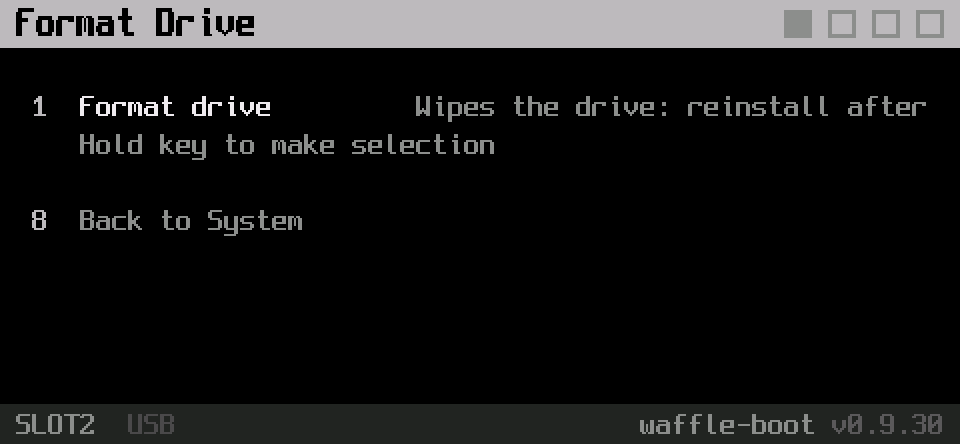 Format Drive
1 Format drive Wipes the drive: reinstall after
Hold key to make selection
8 Back to System
SLOT2 USB waffle-boot v0.9.30